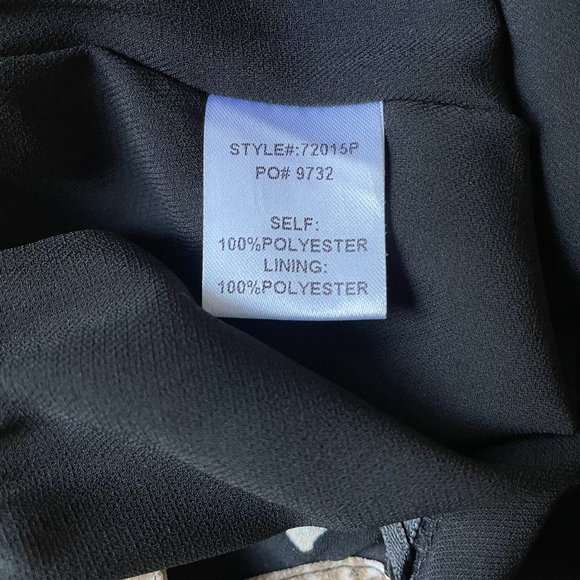 STYLE#:72015P
PO# 9732
SELF:
100%POLYESTER
LINING:
100%POLYESTER